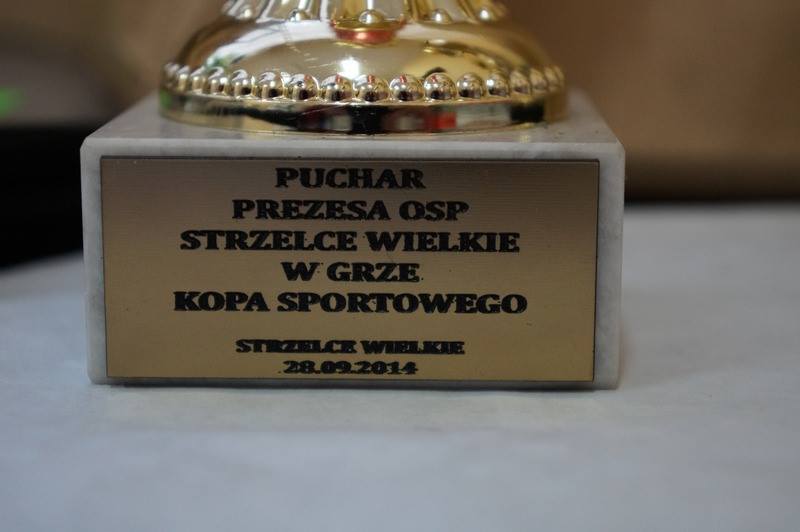 PUCHAR
PREZESA OSP
STRZELCE WIELKIE
W GRZE
KOPA SPORTOWEGO
STRZELCE WIELKIE
28.09.2014